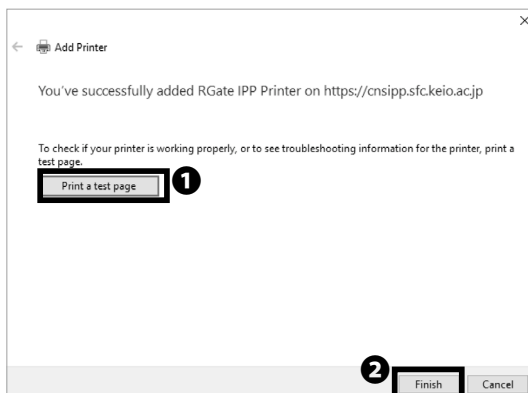 Add Printer
You've successfully added RGate IPP Printer on https://cnsipp.sfc.keio.ac.jp
To check if your printer is working properly, or to see troubleshooting information for the printer, print a
test page.
Print a test page
1
2
Finish
Cancel